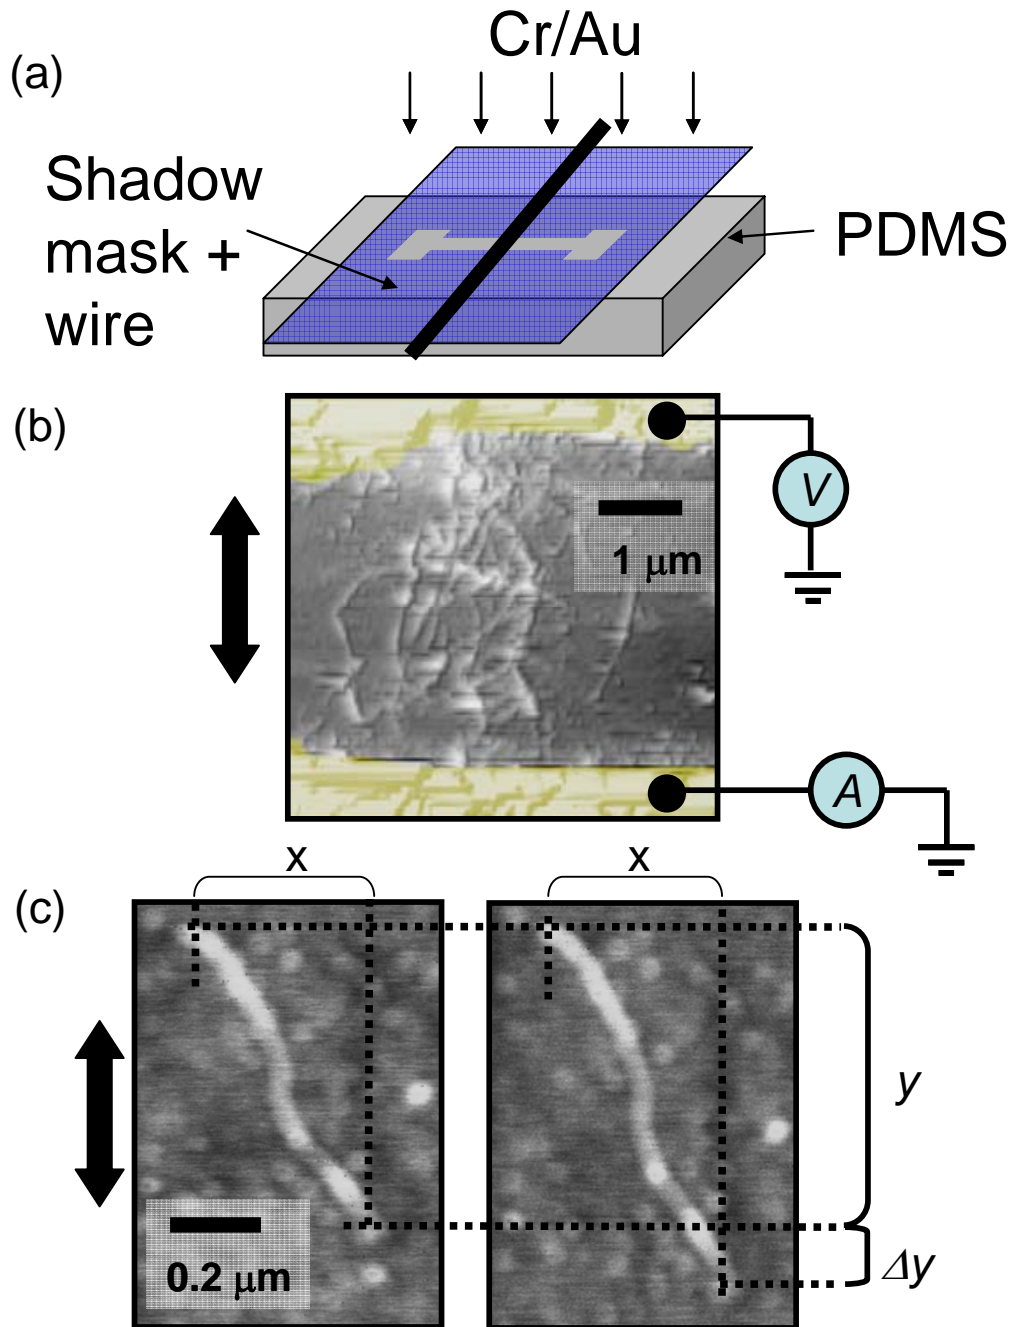 (a)
Cr/Au
Shadow
mask +
wire
PDMS
(b)
1 μm
V
A
(c)
x
x
0.2 μm
y
Δy